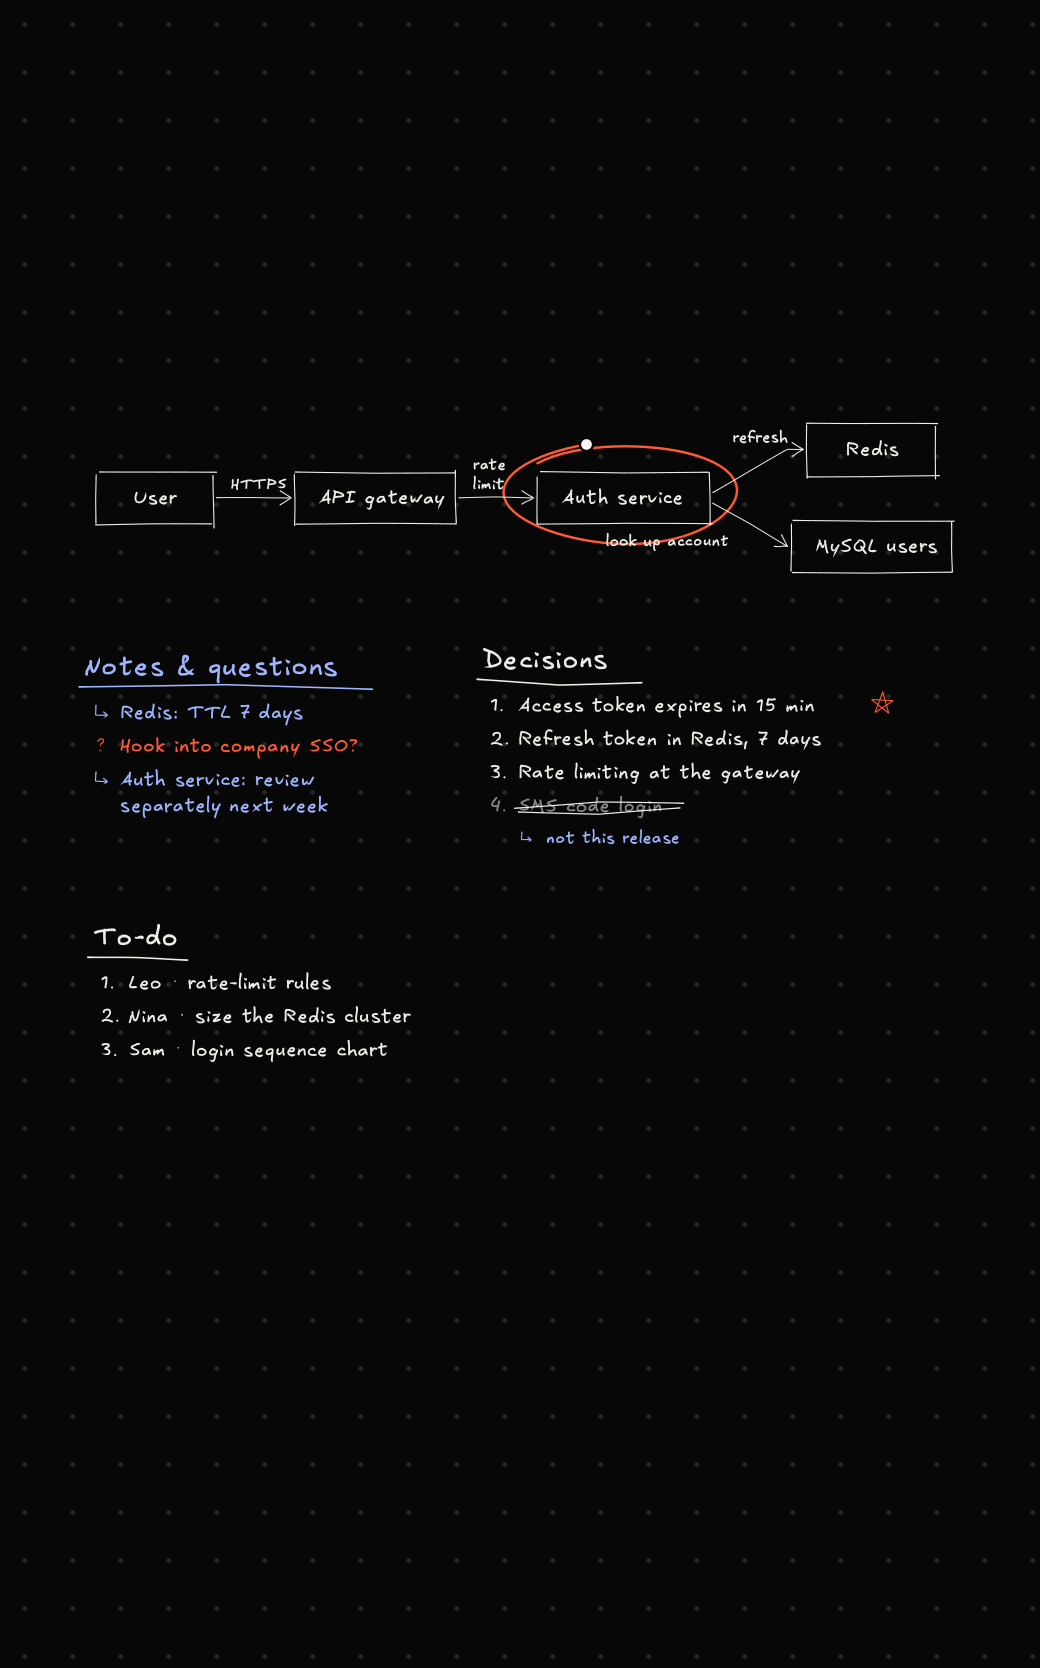 User
HTTPS
API gateway
rate
limit
Auth service
look up account
refresh
Redis
MySQL users
Notes & questions
↳ Redis: TTL 7 days
? Hook into company SSO?
↳ Auth service: review
separately next week
Decisions
1. Access token expires in 15 min
2. Refresh token in Redis, 7 days
3. Rate limiting at the gateway
4. SMS code login
↳ not this release
To-do
1. Leo · rate-limit rules
2. Nina · size the Redis cluster
3. Sam · login sequence chart